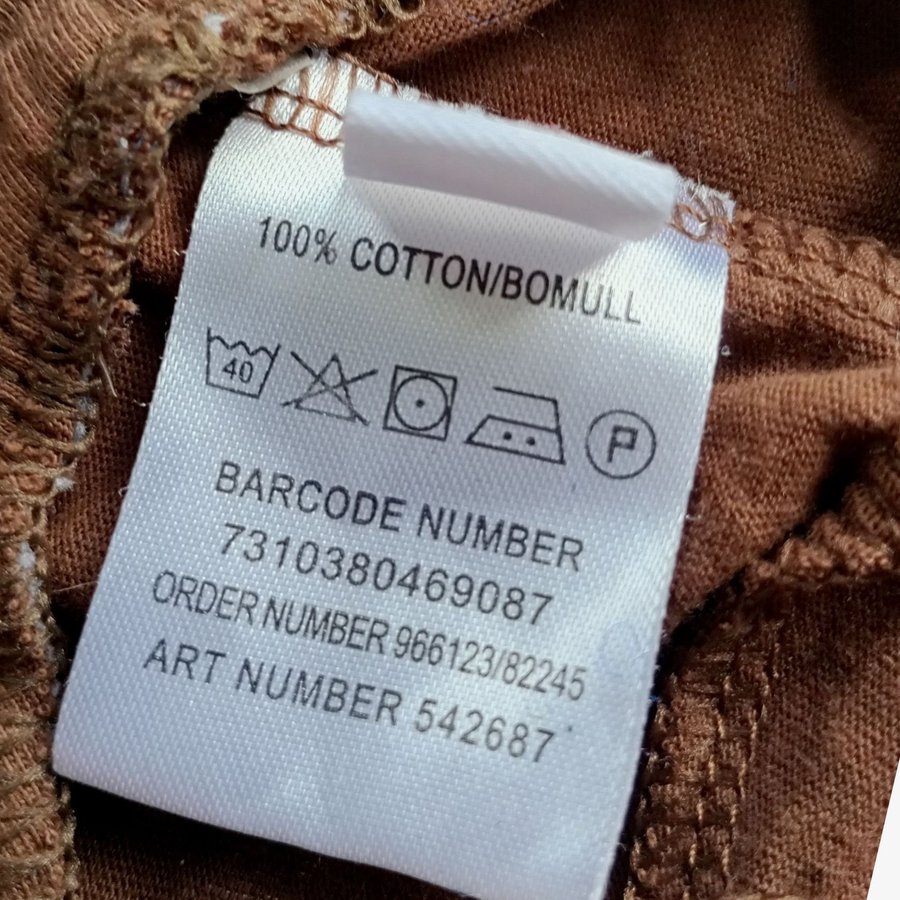 100% COTTON/BOMULL
40 P
BARCODE NUMBER
7310380469087
ORDER NUMBER 966123/82245
ART NUMBER 542687